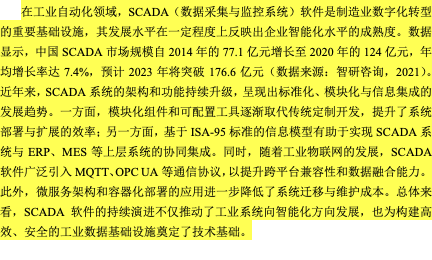 在工业自动化领域，SCADA（数据采集与监控系统）软件是制造业数字化转型
的重要基础设施，其发展水平在一定程度上反映出企业智能化水平的成熟度。数据
显示，中国 SCADA 市场规模自 2014 年的 77.1 亿元增长至 2020 年的 124 亿元，年
均增长率达 7.4%，预计 2023 年将突破 176.6 亿元（数据来源：智研咨询，2021）。
近年来，SCADA 系统的架构和功能持续升级，呈现出标准化、模块化与信息集成的
发展趋势。一方面，模块化组件和可配置工具逐渐取代传统定制开发，提升了系统
部署与扩展的效率；另一方面，基于 ISA-95 标准的信息模型有助于实现 SCADA 系
统与 ERP、MES 等上层系统的协同集成。同时，随着工业物联网的发展，SCADA
软件广泛引入 MQTT、OPC UA 等通信协议，以提升跨平台兼容性和数据融合能力。
此外，微服务架构和容器化部署的应用进一步降低了系统迁移与维护成本。总体来
看，SCADA 软件的持续演进不仅推动了工业系统向智能化方向发展，也为构建高
效、安全的工业数据基础设施奠定了技术基础。